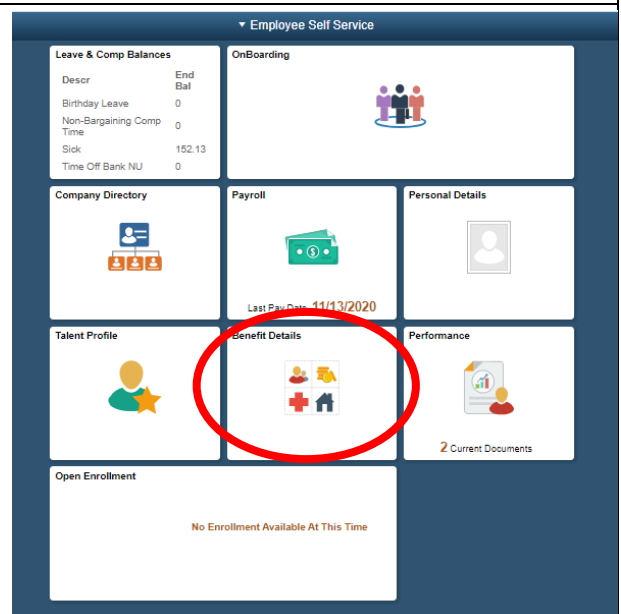 ▾ Employee Self Service
Leave & Comp Balances
Descr End Bal
Birthday Leave 0
Non-Bargaining Comp Time 0
Sick 152.13
Time Off Bank NU 0
OnBoarding
Company Directory
Payroll
Last Pay Date 11/13/2020
Personal Details
Talent Profile
Benefit Details
Performance
2 Current Documents
Open Enrollment
No Enrollment Available At This Time